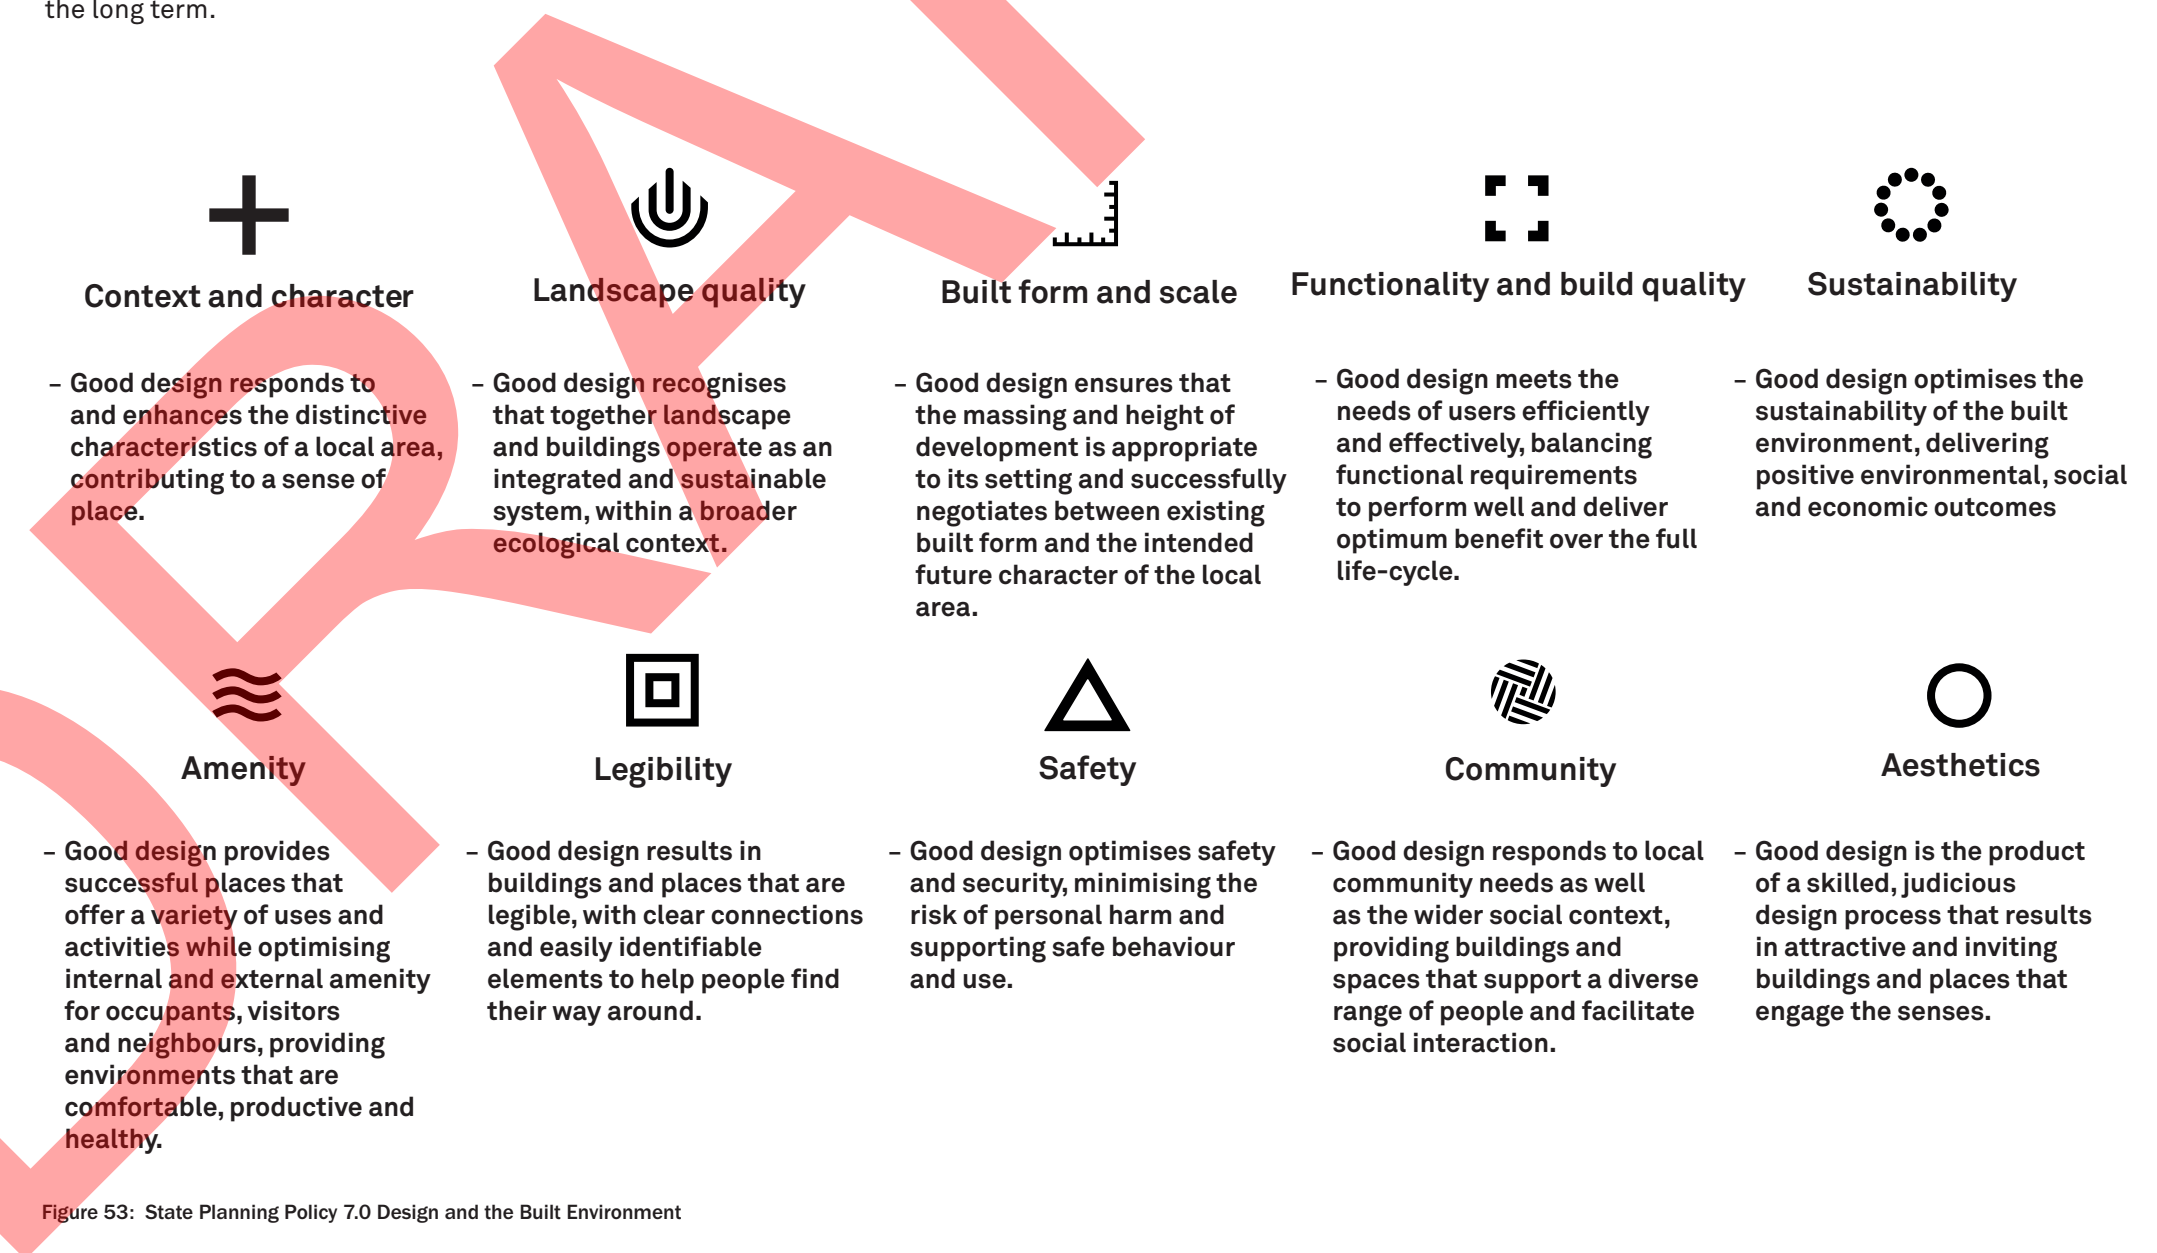 the long term.
Context and character
– Good design responds to
and enhances the distinctive
characteristics of a local area,
contributing to a sense of
place.
Landscape quality
– Good design recognises
that together landscape
and buildings operate as an
integrated and sustainable
system, within a broader
ecological context.
Built form and scale
– Good design ensures that
the massing and height of
development is appropriate
to its setting and successfully
negotiates between existing
built form and the intended
future character of the local
area.
Functionality and build quality
– Good design meets the
needs of users efficiently
and effectively, balancing
functional requirements
to perform well and deliver
optimum benefit over the full
life-cycle.
Sustainability
– Good design optimises the
sustainability of the built
environment, delivering
positive environmental, social
and economic outcomes
Amenity
– Good design provides
successful places that
offer a variety of uses and
activities while optimising
internal and external amenity
for occupants, visitors
and neighbours, providing
environments that are
comfortable, productive and
healthy.
Legibility
– Good design results in
buildings and places that are
legible, with clear connections
and easily identifiable
elements to help people find
their way around.
Safety
– Good design optimises safety
and security, minimising the
risk of personal harm and
supporting safe behaviour
and use.
Community
– Good design responds to local
community needs as well
as the wider social context,
providing buildings and
spaces that support a diverse
range of people and facilitate
social interaction.
Aesthetics
– Good design is the product
of a skilled, judicious
design process that results
in attractive and inviting
buildings and places that
engage the senses.
Figure 53: State Planning Policy 7.0 Design and the Built Environment
DRA